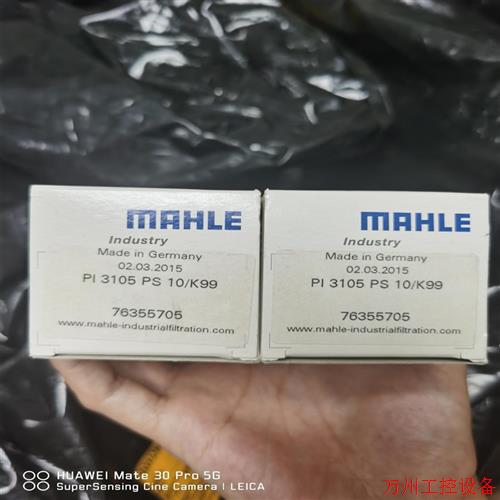 MAHLE
Industry
Made in Germany
02.03.2015
PI 3105 PS 10/K99
76355705
www.mahle-industrialfiltration.com
MAHLE
Industry
Made in Germany
02.03.2015
PI 3105 PS 10/K99
76355705
www.mahle-industrialfiltration.com
HUAWEI Mate 30 Pro 5G
SuperSensing Cine Camera | LEICA
万州工控设备